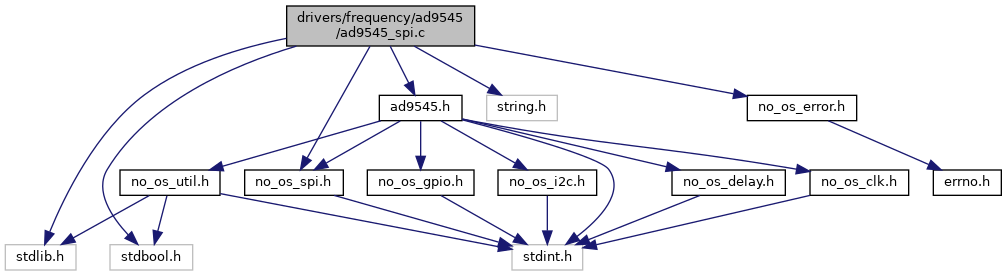 drivers/frequency/ad9545
/ad9545_spi.c
ad9545.h
string.h
no_os_error.h
no_os_util.h
no_os_spi.h
no_os_gpio.h
no_os_i2c.h
no_os_delay.h
no_os_clk.h
errno.h
stdlib.h
stdbool.h
stdint.h